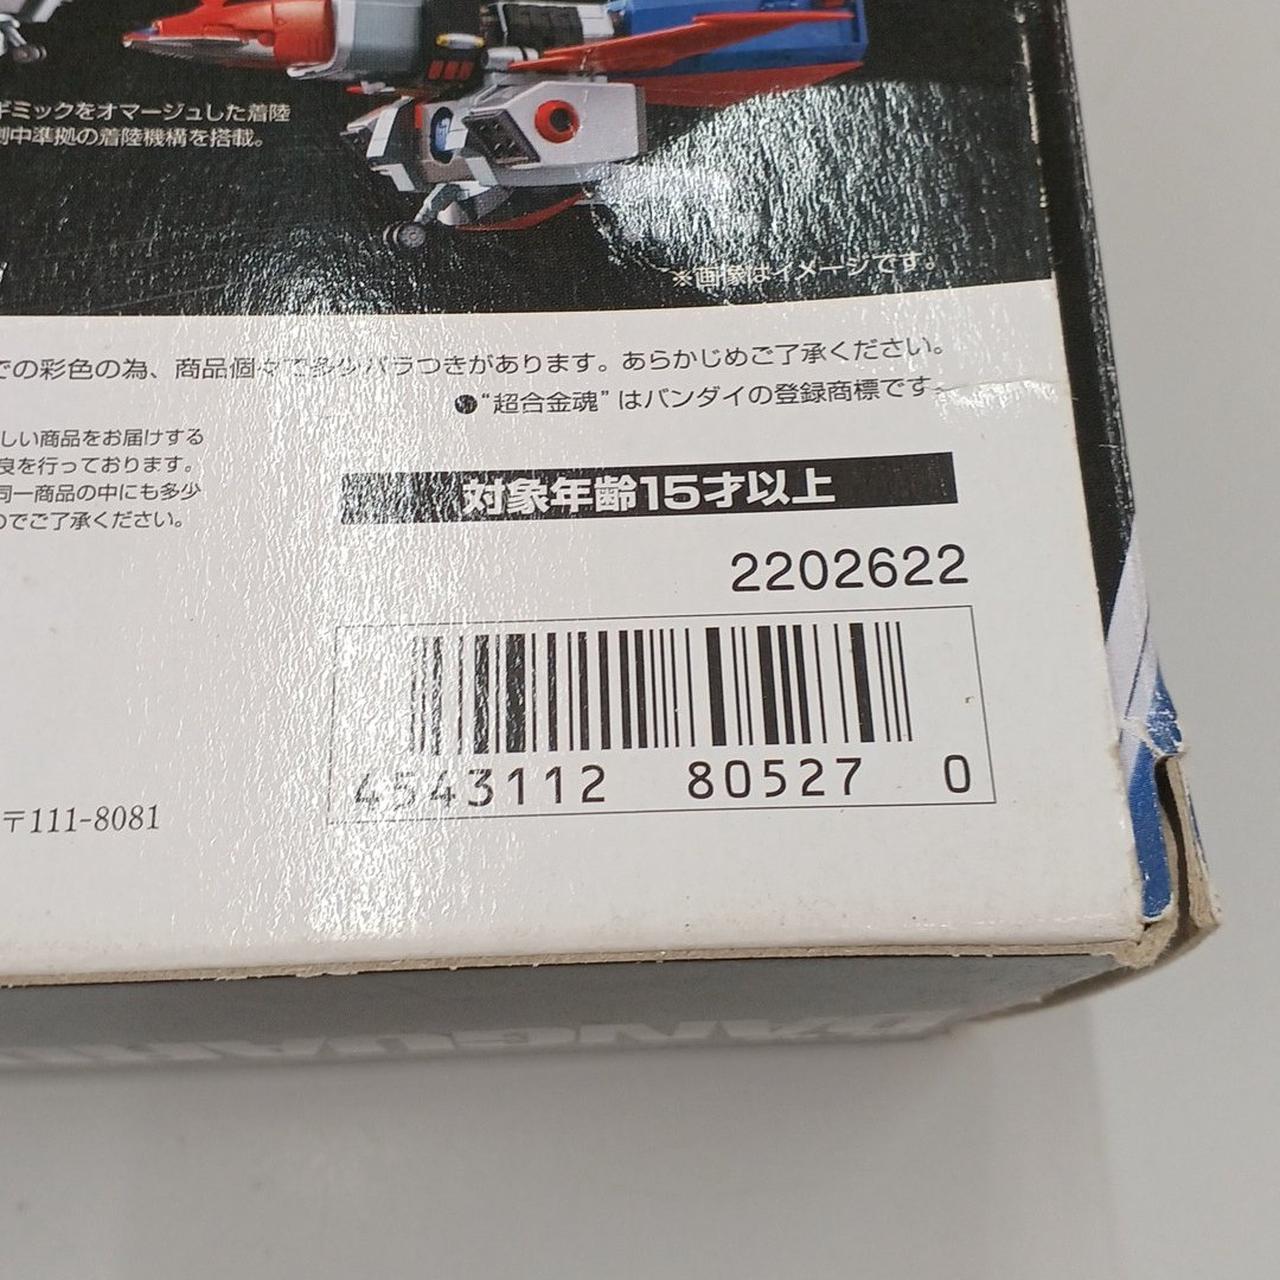 ギミックをオマージュした着陸
劇中準拠の着陸機構を搭載。
※画像はイメージです。
での彩色の為、商品個々で多少バラつきがあります。あらかじめご了承ください。
●“超合金魂”はバンダイの登録商標です。
しい商品をお届けする
良を行っております。
同一商品の中にも多少
のでご了承ください。
対象年齢15才以上
2202622
4543112 80527 0
〒111-8081